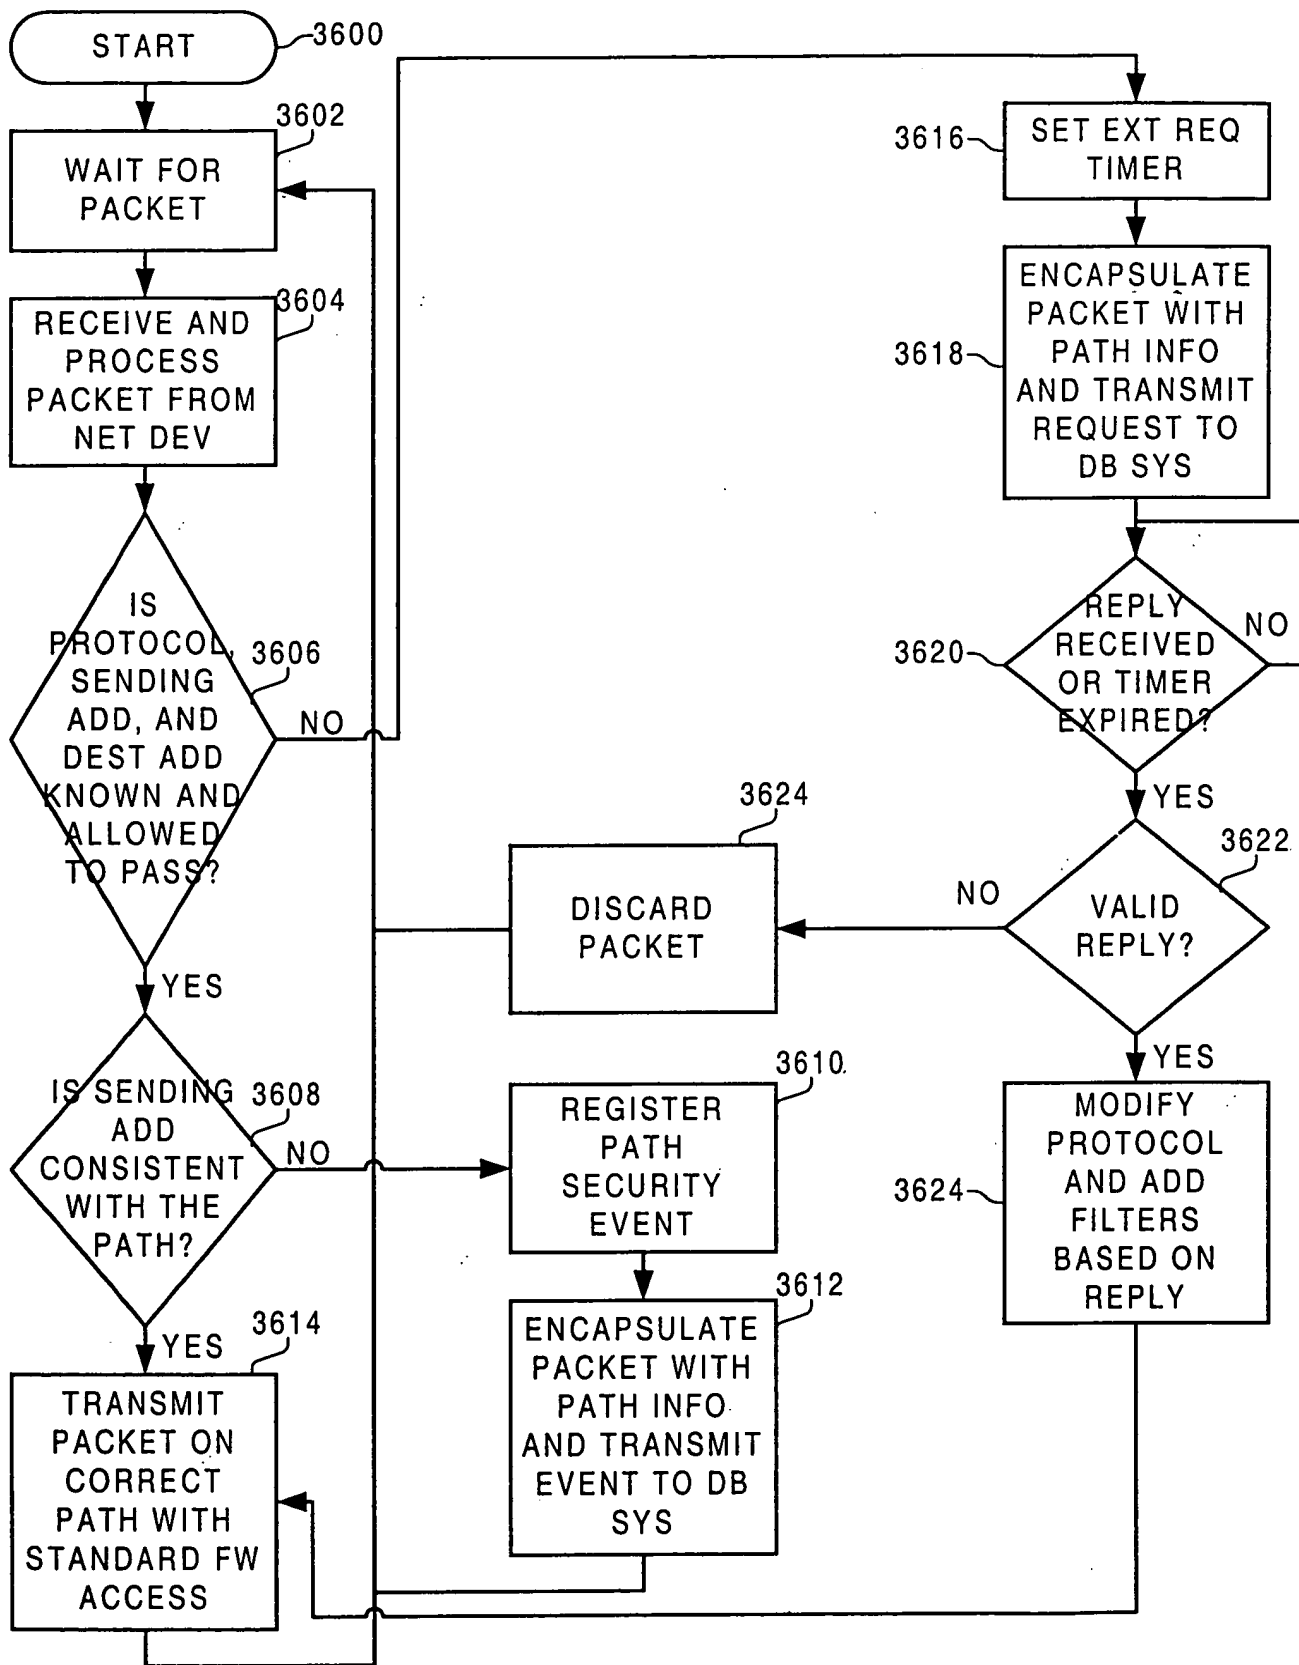 START
3600
3602
WAIT FOR
PACKET
3604
RECEIVE AND
PROCESS
PACKET FROM
NET DEV
3606
IS
PROTOCOL,
SENDING
ADD, AND
DEST ADD
KNOWN AND
ALLOWED
TO PASS?
NO
YES
3608
IS SENDING
ADD
CONSISTENT
WITH THE
PATH?
NO
YES
3614
TRANSMIT
PACKET ON
CORRECT
PATH WITH
STANDARD FW
ACCESS
3624
DISCARD
PACKET
3610
REGISTER
PATH
SECURITY
EVENT
3612
ENCAPSULATE
PACKET WITH
PATH INFO
AND TRANSMIT
EVENT TO DB
SYS
3616
SET EXT REQ
TIMER
3618
ENCAPSULATE
PACKET WITH
PATH INFO
AND TRANSMIT
REQUEST TO
DB SYS
3620
REPLY
RECEIVED
OR TIMER
EXPIRED?
NO
YES
3622
VALID
REPLY?
NO
YES
3624
MODIFY
PROTOCOL
AND ADD
FILTERS
BASED ON
REPLY